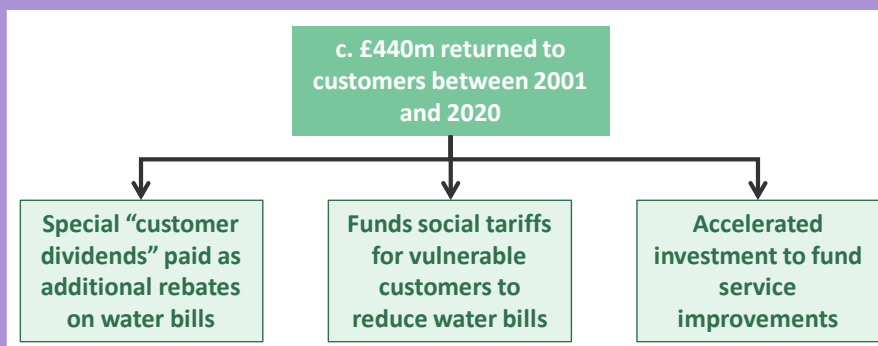 c. £440m returned to
customers between 2001
and 2020
Special “customer
dividends” paid as
additional rebates
on water bills
Funds social tariffs
for vulnerable
customers to
reduce water bills
Accelerated
investment to fund
service
improvements